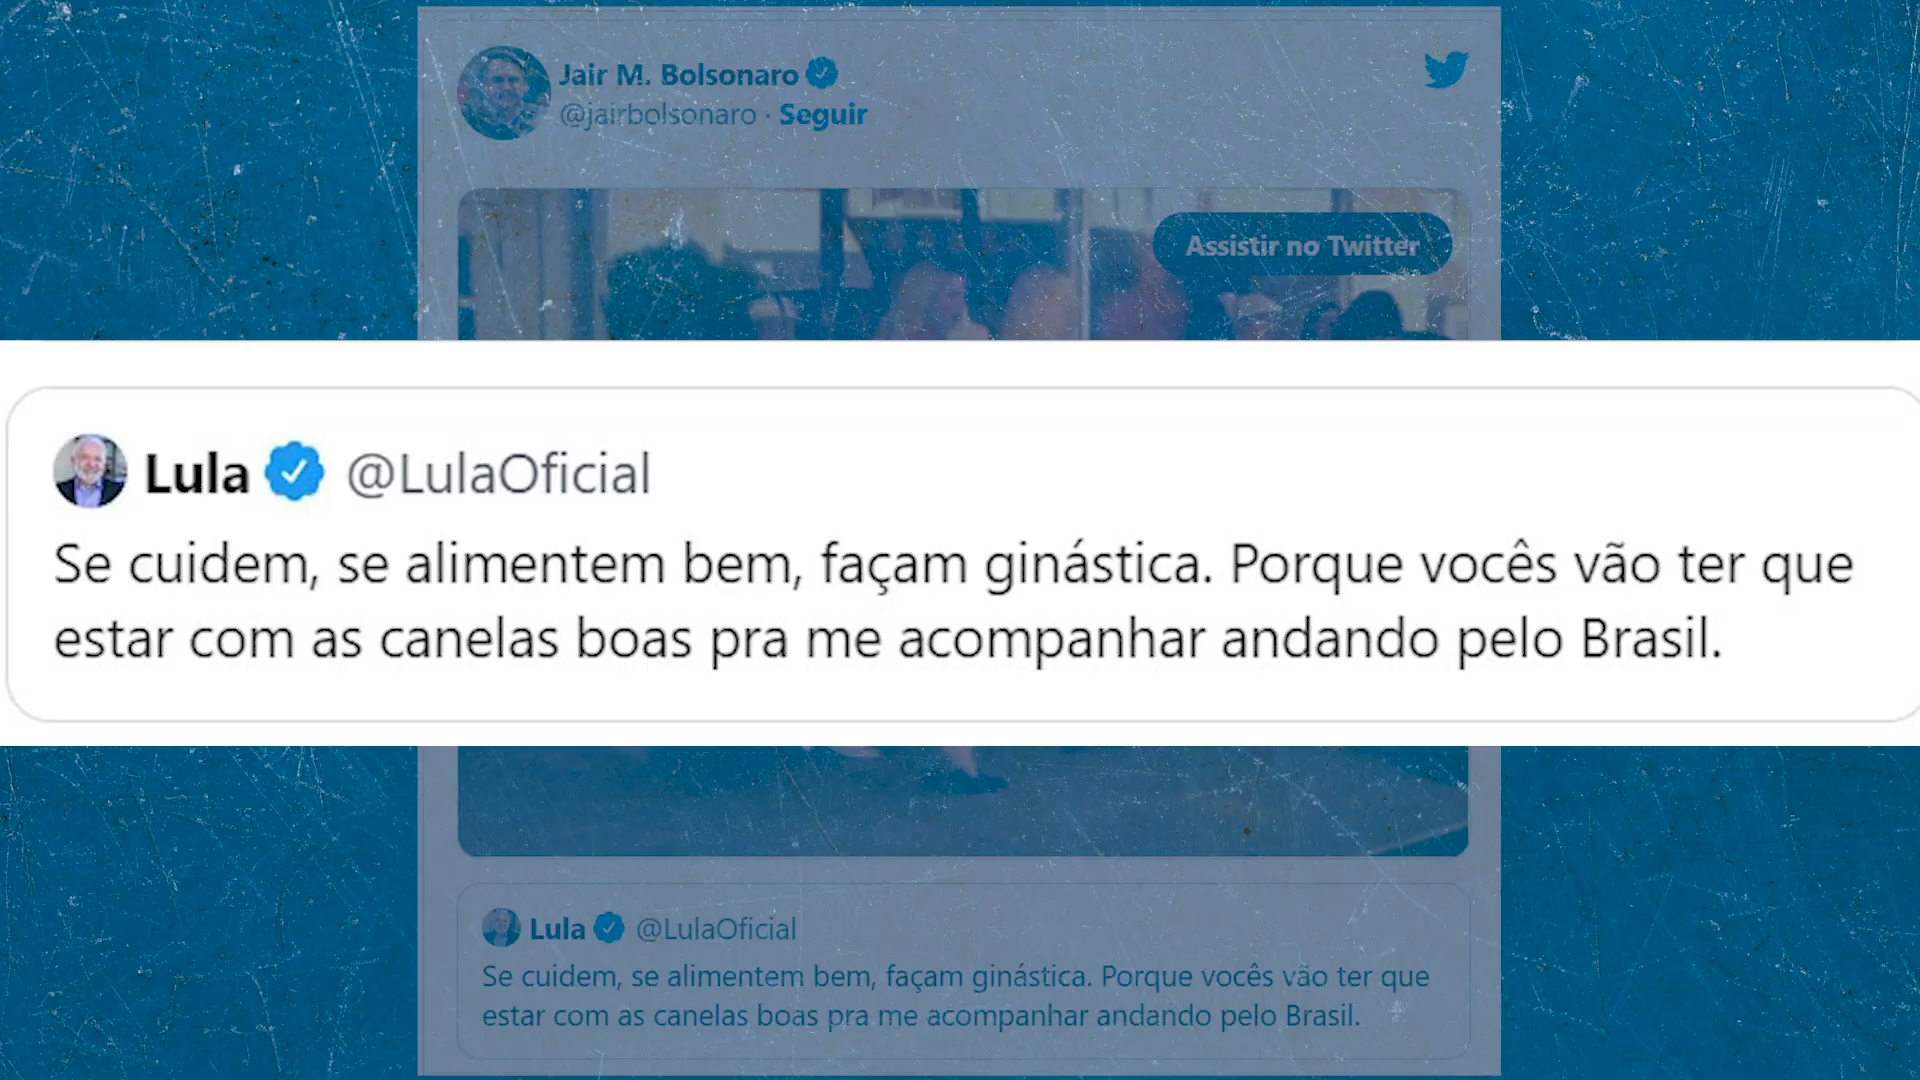 Jair M. Bolsonaro
@jairbolsonaro · Seguir
Assistir no Twitter
Lula @LulaOficial
Se cuidem, se alimentem bem, façam ginástica. Porque vocês vão ter que
estar com as canelas boas pra me acompanhar andando pelo Brasil.
Lula @LulaOficial
Se cuidem, se alimentem bem, façam ginástica. Porque vocês vão ter que
estar com as canelas boas pra me acompanhar andando pelo Brasil.